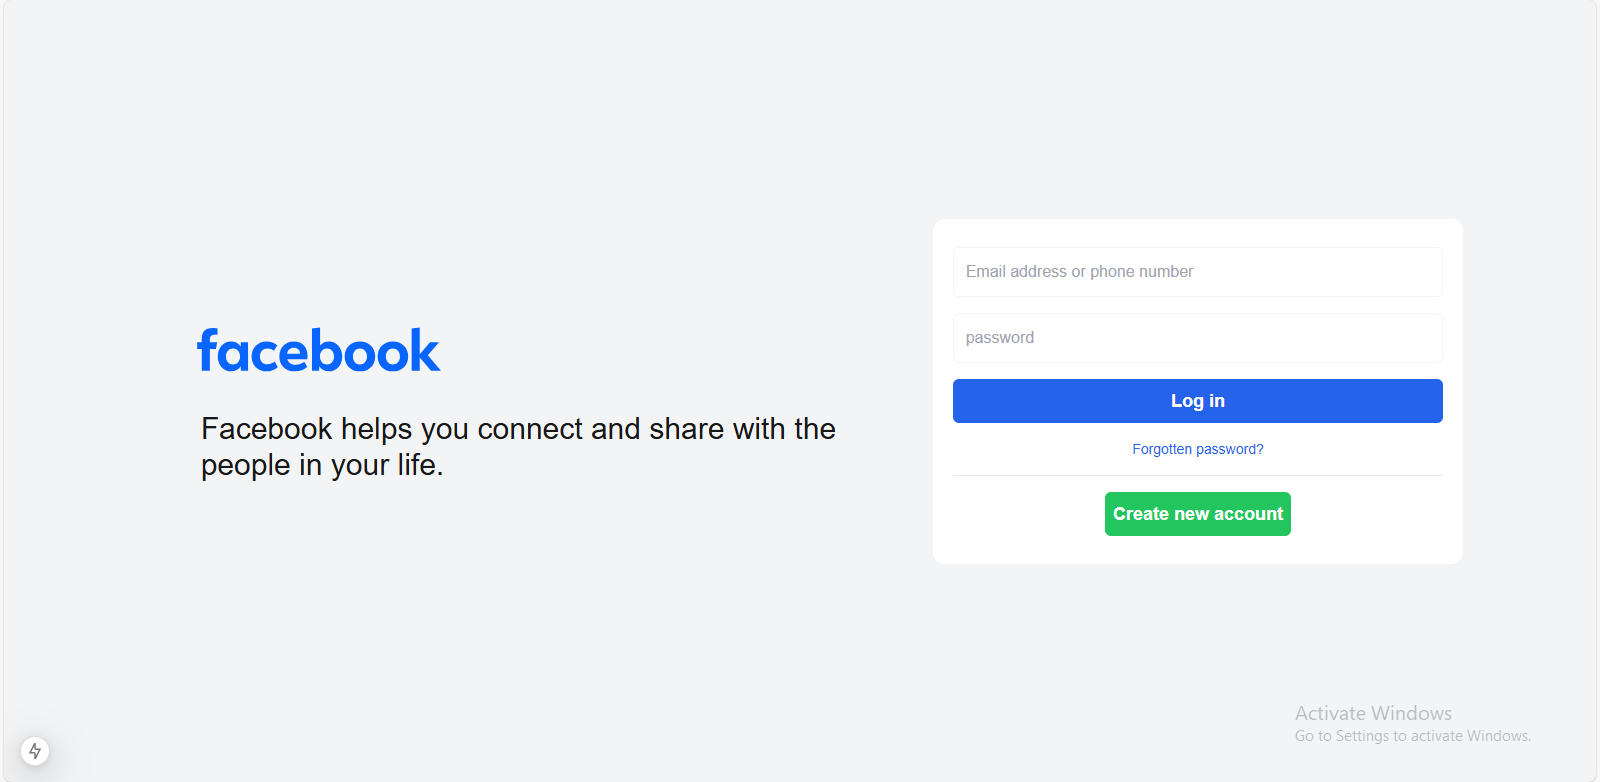 facebook
Facebook helps you connect and share with the
people in your life.
Email address or phone number
password
Log in
Forgotten password?
Create new account
Activate Windows
Go to Settings to activate Windows.